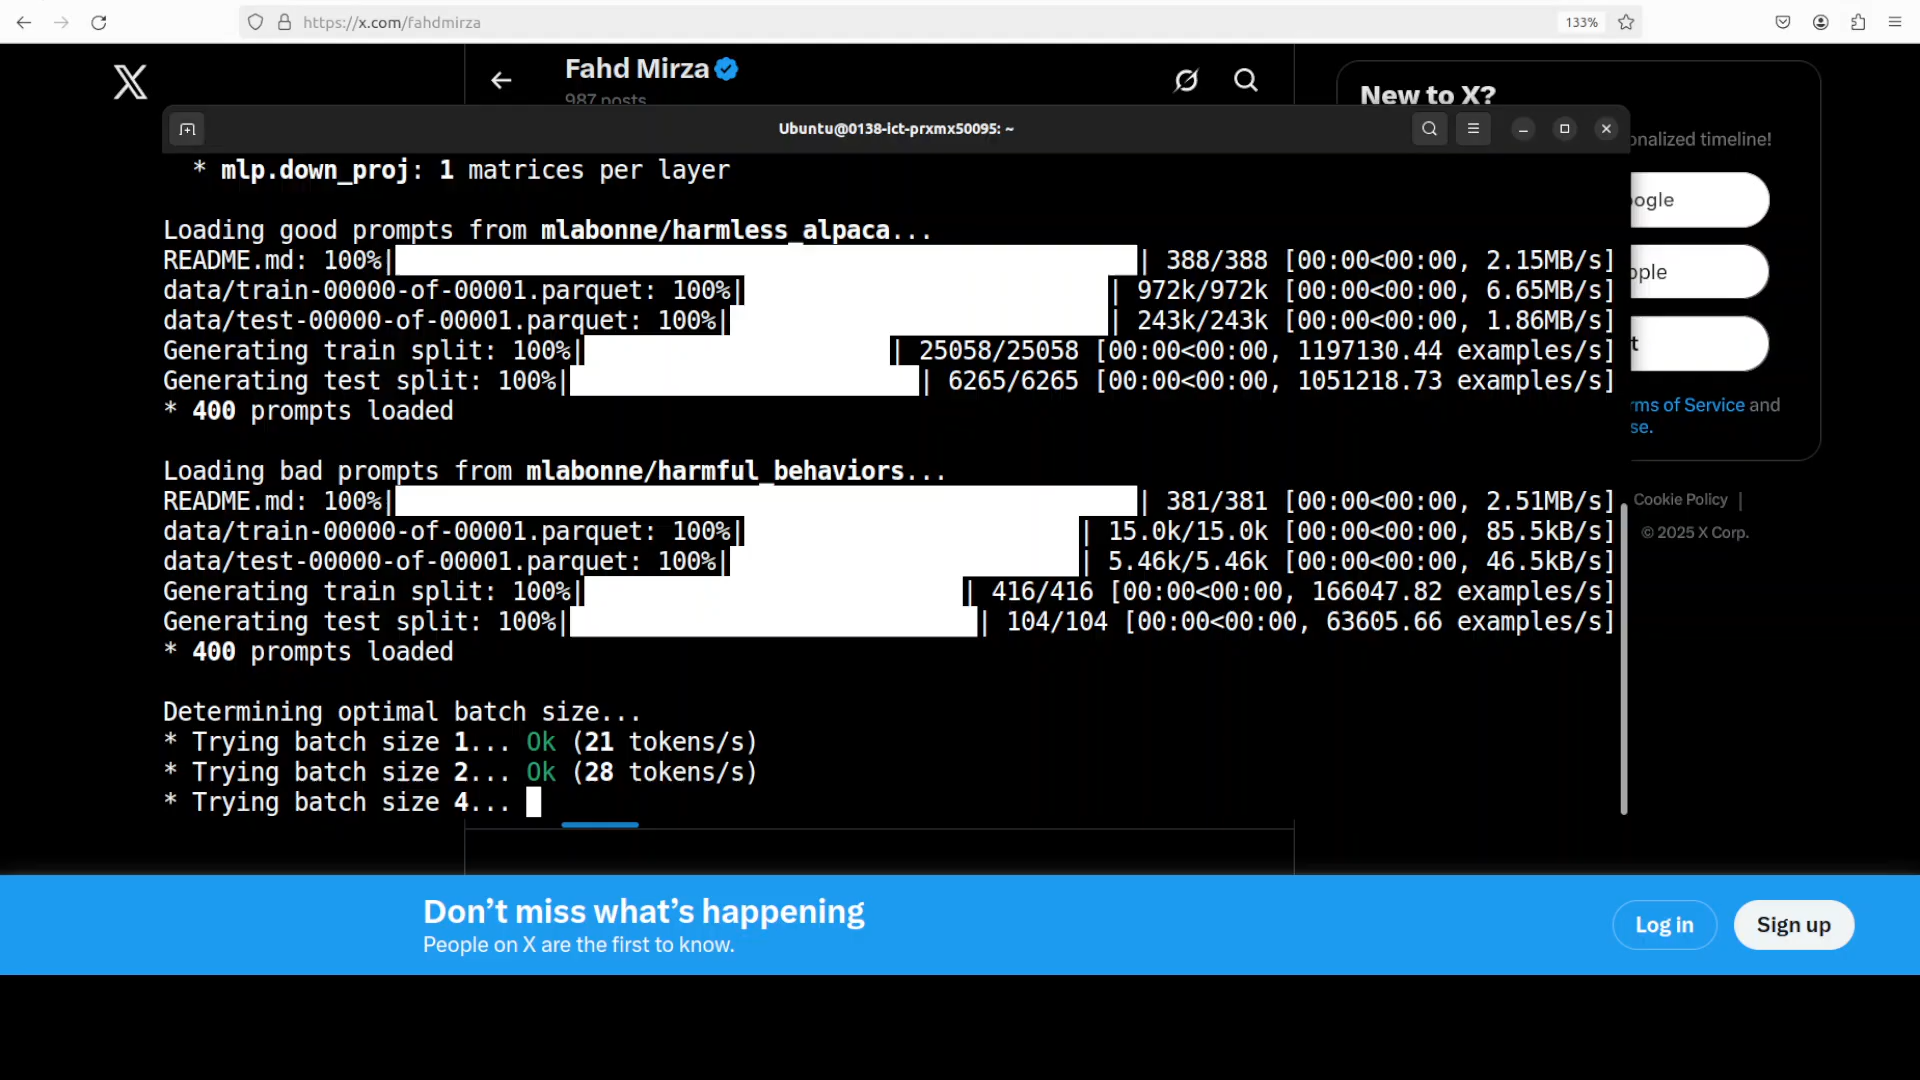 https://x.com/fahdmirza
133%
Fahd Mirza
987 posts
New to X?
Ubuntu@0138-ict-prxmx50095: ~
onalized timeline!
* mlp.down_proj: 1 matrices per layer
Loading good prompts from mlabonne/harmless_alpaca...
README.md: 100%| | 388/388 [00:00<00:00, 2.15MB/s]
data/train-00000-of-00001.parquet: 100%| | 972k/972k [00:00<00:00, 6.65MB/s]
data/test-00000-of-00001.parquet: 100%| | 243k/243k [00:00<00:00, 1.86MB/s]
Generating train split: 100%| | 25058/25058 [00:00<00:00, 1197130.44 examples/s]
Generating test split: 100%| | 6265/6265 [00:00<00:00, 1051218.73 examples/s]
* 400 prompts loaded
Loading bad prompts from mlabonne/harmful_behaviors...
README.md: 100%| | 381/381 [00:00<00:00, 2.51MB/s]
data/train-00000-of-00001.parquet: 100%| | 15.0k/15.0k [00:00<00:00, 85.5kB/s]
data/test-00000-of-00001.parquet: 100%| | 5.46k/5.46k [00:00<00:00, 46.5kB/s]
Generating train split: 100%| | 416/416 [00:00<00:00, 166047.82 examples/s]
Generating test split: 100%| | 104/104 [00:00<00:00, 63605.66 examples/s]
* 400 prompts loaded
Determining optimal batch size...
* Trying batch size 1... Ok (21 tokens/s)
* Trying batch size 2... Ok (28 tokens/s)
* Trying batch size 4...
ogle
pple
t
rms of Service and
se.
Cookie Policy |
© 2025 X Corp.
Don’t miss what’s happening
People on X are the first to know.
Log in
Sign up